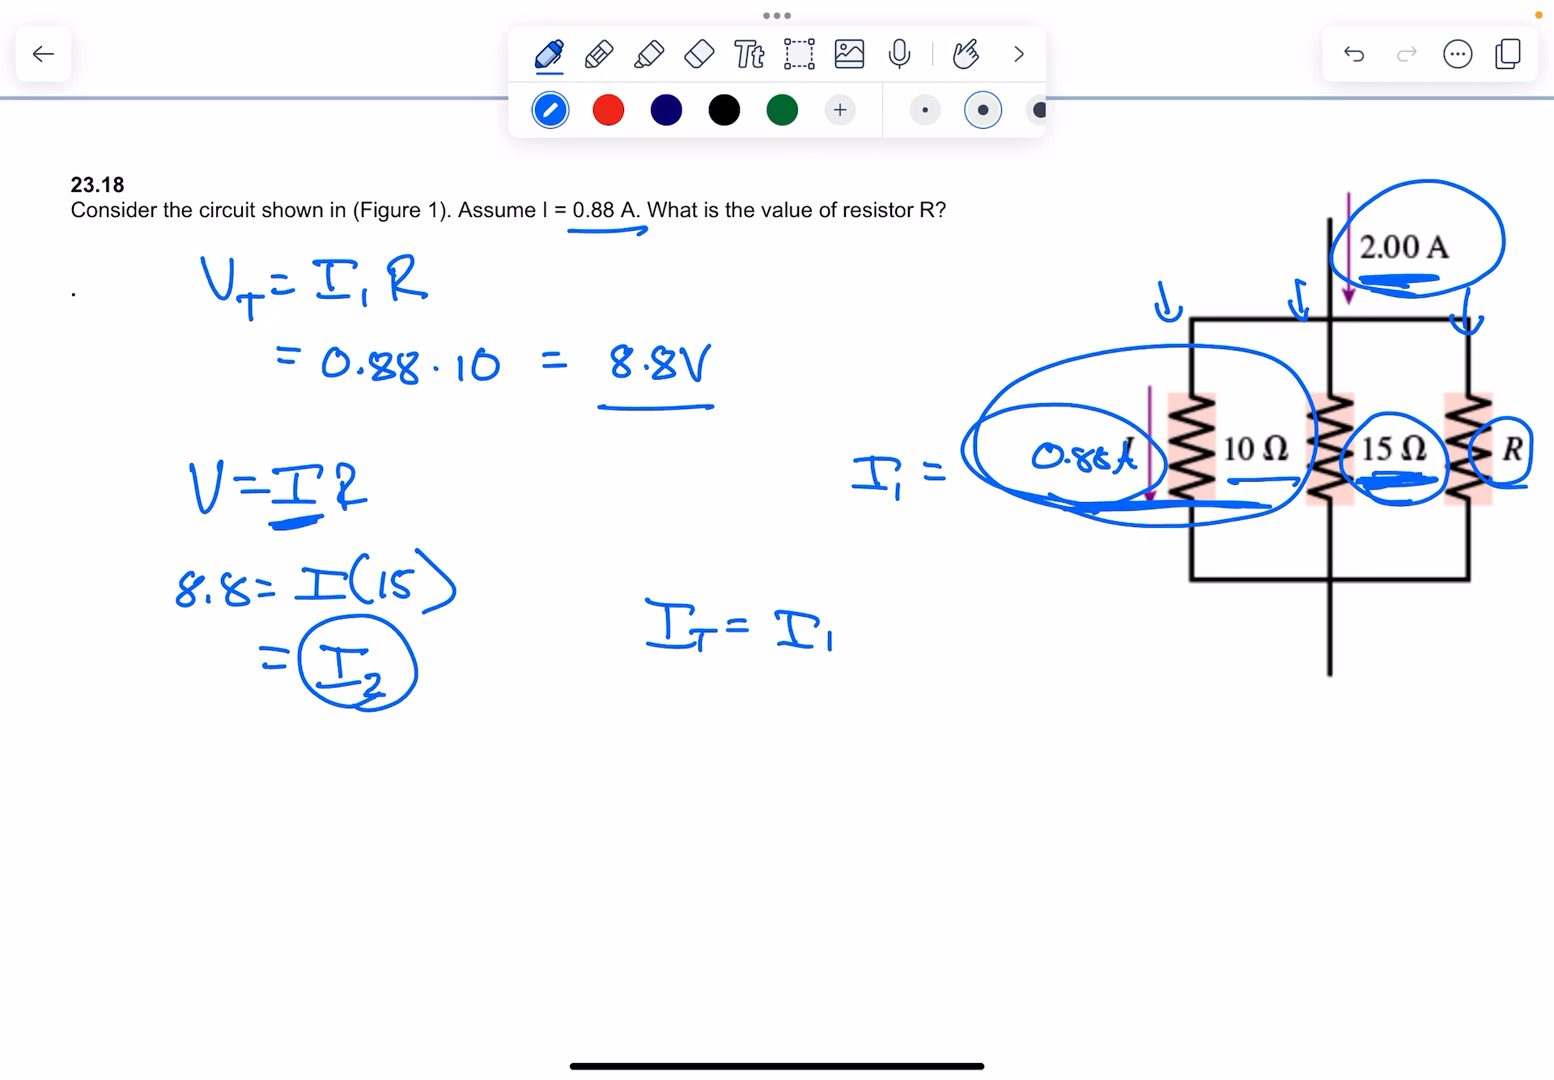 Tt
23.18
Consider the circuit shown in (Figure 1). Assume I = 0.88 A. What is the value of resistor R?
2.00 A
V_T = I_1 R
= 0.88 · 10 = 8.8V
V = I R
I_1 =
0.88A
10 Ω
15 Ω
R
8.8 = I(15)
= I_2
I_T = I_1